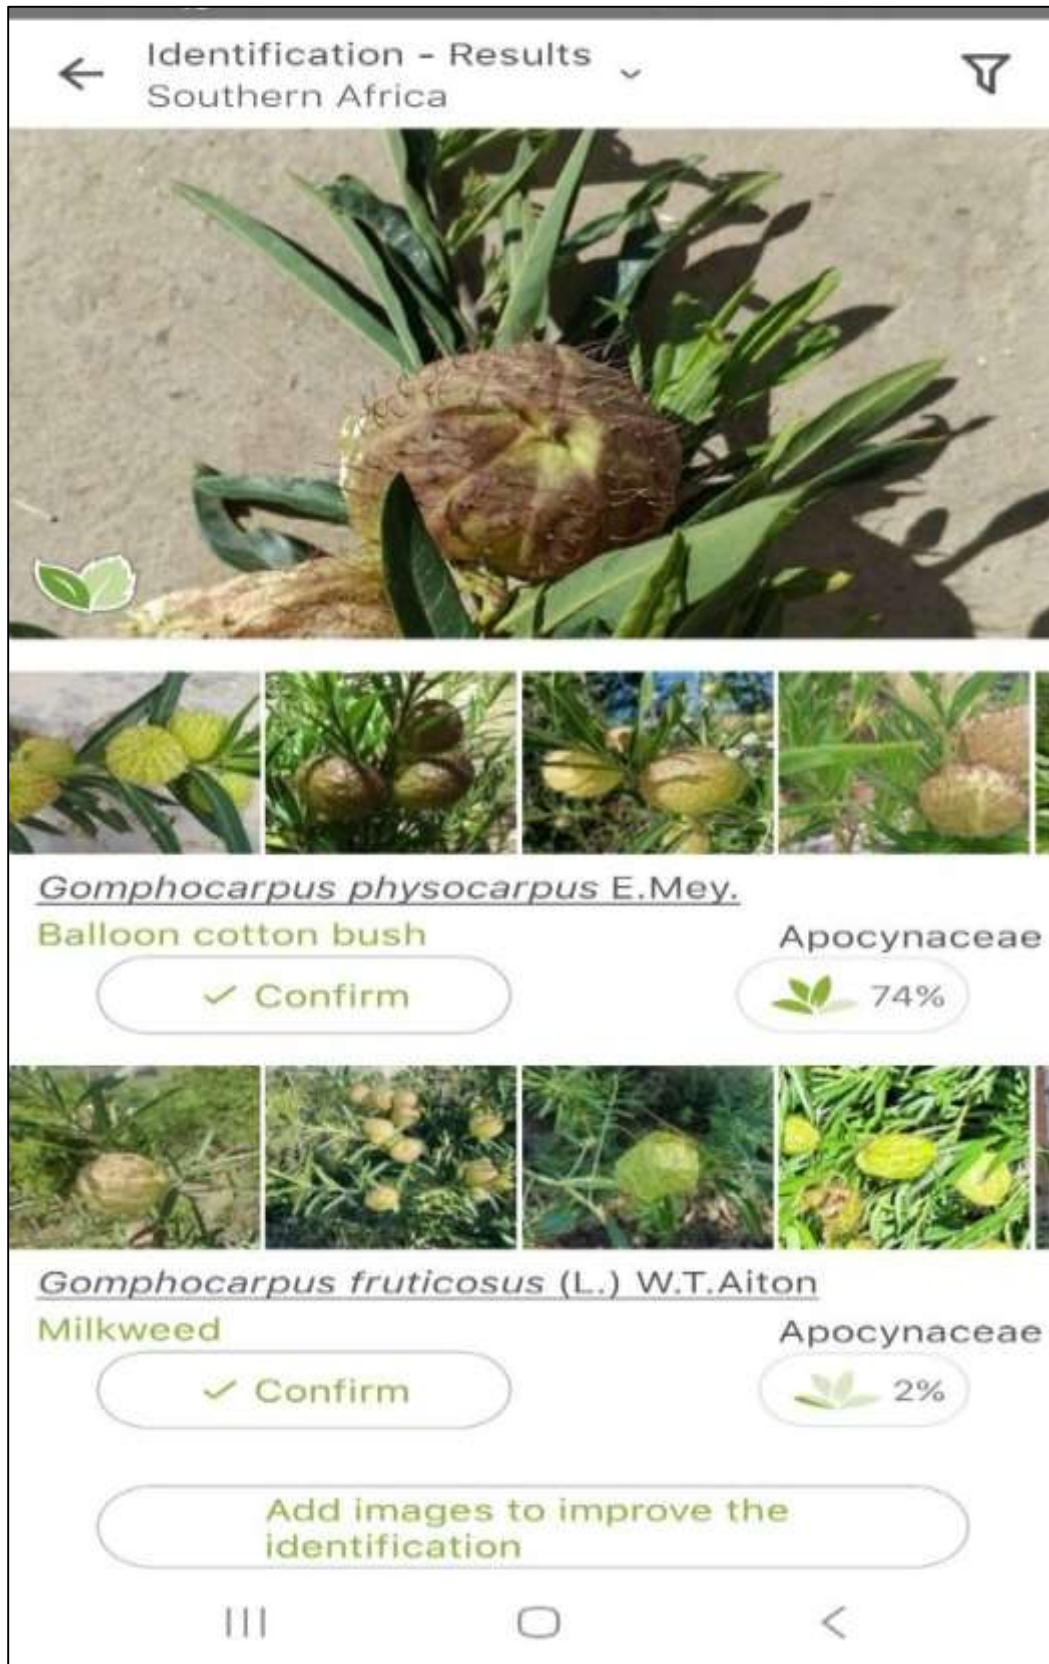 Identification - Results
Southern Africa
Gomphocarpus physocarpus E.Mey.
Balloon cotton bush
Apocynaceae
Confirm
74%
Gomphocarpus fruticosus (L.) W.T.Aiton
Milkweed
Apocynaceae
Confirm
2%
Add images to improve the
identification